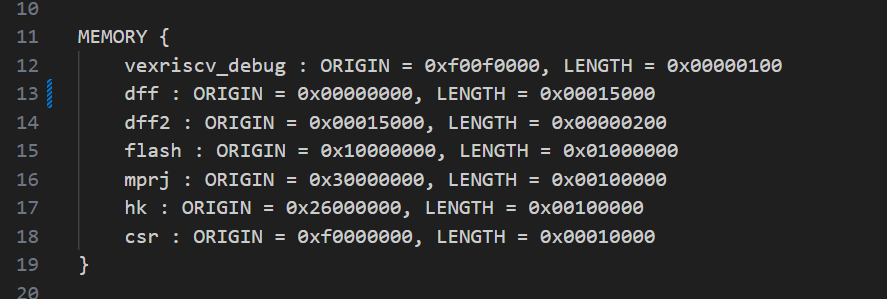 10
11 MEMORY {
12 vexriscv_debug : ORIGIN = 0xf00f0000, LENGTH = 0x00000100
13 dff : ORIGIN = 0x00000000, LENGTH = 0x00015000
14 dff2 : ORIGIN = 0x00015000, LENGTH = 0x00000200
15 flash : ORIGIN = 0x10000000, LENGTH = 0x01000000
16 mprj : ORIGIN = 0x30000000, LENGTH = 0x00100000
17 hk : ORIGIN = 0x26000000, LENGTH = 0x00100000
18 csr : ORIGIN = 0xf0000000, LENGTH = 0x00010000
19 }
20